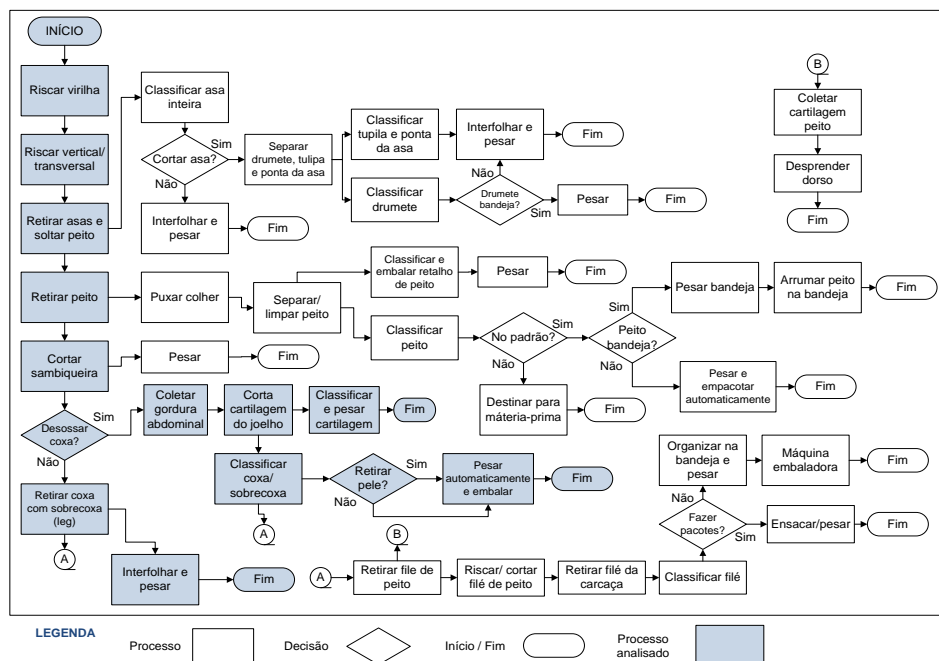 INÍCIO
Riscar virilha
Riscar vertical/
transversal
Retirar asas e
soltar peito
Retirar peito
Cortar
sambiqueira
Desossar
coxa?
Sim
Não
Retirar coxa
com sobrecoxa
(leg)
A
Interfolhar e
pesar
Fim
Classificar asa
inteira
Cortar asa?
Sim
Não
Interfolhar e
pesar
Fim
Separar
drumete, tulipa
e ponta da asa
Classificar
tupila e ponta
da asa
Interfolhar e
pesar
Fim
Classificar
drumete
Drumete
bandeja?
Não
Sim
Pesar
Fim
B
Coletar
cartilagem
peito
Desprender
dorso
Fim
Puxar colher
Separar/
limpar peito
Classificar e
embalar retalho
de peito
Pesar
Fim
Classificar
peito
No padrão?
Sim
Não
Destinar para
máteria-prima
Fim
Peito
bandeja?
Sim
Não
Pesar bandeja
Arrumar peito
na bandeja
Fim
Pesar e
empacotar
automaticamente
Fim
Pesar
Fim
Coletar
gordura
abdominal
Corta
cartilagem
do joelho
Classificar
e pesar
cartilagem
Fim
Classificar
coxa/
sobrecoxa
A
Retirar
pele?
Sim
Não
Pesar
automaticamente
e embalar
Fim
A
Retirar file de
peito
B
Riscar/ cortar
filé de peito
Retirar filé da
carcaça
Classificar filé
Fazer
pacotes?
Não
Sim
Organizar na
bandeja e
pesar
Máquina
embaladora
Fim
Ensacar/pesar
Fim
LEGENDA
Processo
Decisão
Início / Fim
Processo
analisado